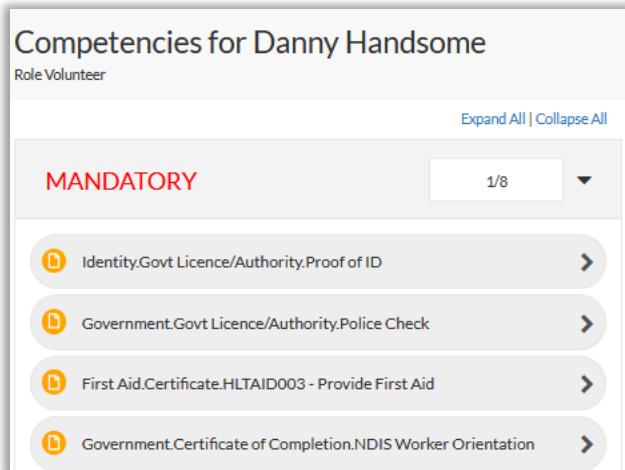 Competencies for Danny Handsome
Role Volunteer
Expand All | Collapse All
MANDATORY 1/8
Identity.Govt Licence/Authority.Proof of ID
Government.Govt Licence/Authority.Police Check
First Aid.Certificate.HLTAID003 - Provide First Aid
Government.Certificate of Completion.NDIS Worker Orientation